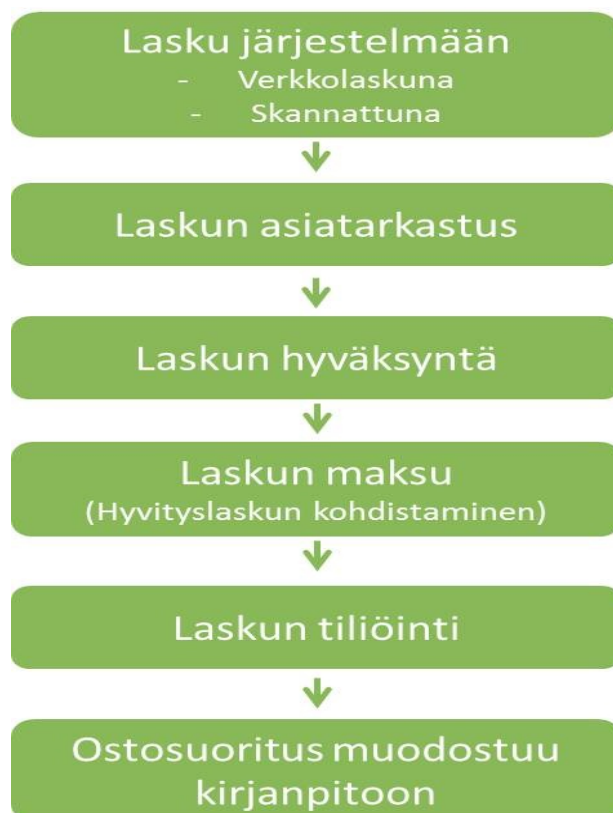 Lasku järjestelmään
- Verkkolaskuna
- Skannattuna
Laskun asiatarkastus
Laskun hyväksyntä
Laskun maksu
(Hyvityslaskun kohdistaminen)
Laskun tiliöinti
Ostosuoritus muodostuu
kirjanpitoon